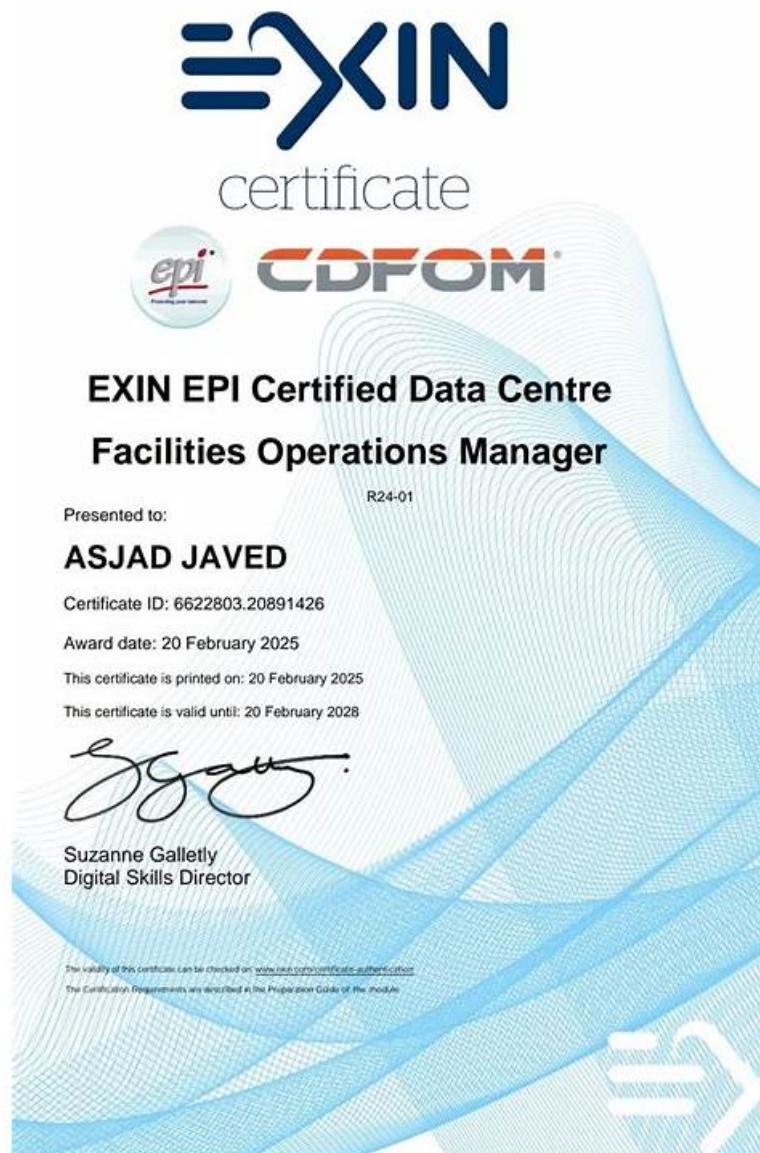 EXIN
certificate
epi
Protecting your interest
CDFOM®
EXIN EPI Certified Data Centre
Facilities Operations Manager
R24-01
Presented to:
ASJAD JAVED
Certificate ID: 6622803.20891426
Award date: 20 February 2025
This certificate is printed on: 20 February 2025
This certificate is valid until: 20 February 2028
Suzanne Galletly
Digital Skills Director
The validity of this certificate can be checked on: www.exin.com/certificate-authentication
The Certification Requirements are described in the Preparation Guide of the module